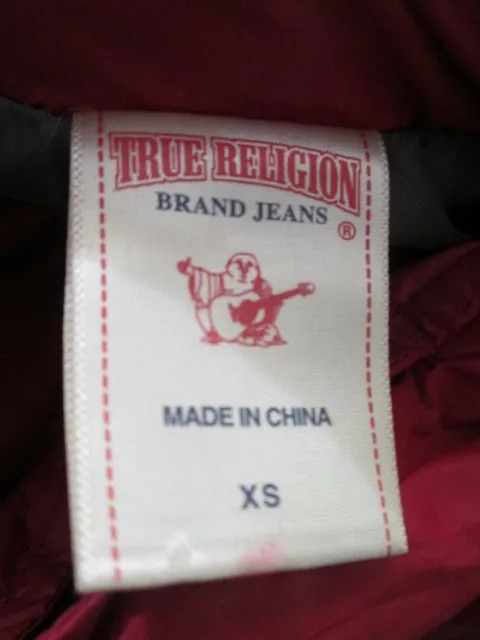 TRUE RELIGION
BRAND JEANS
®
MADE IN CHINA
XS